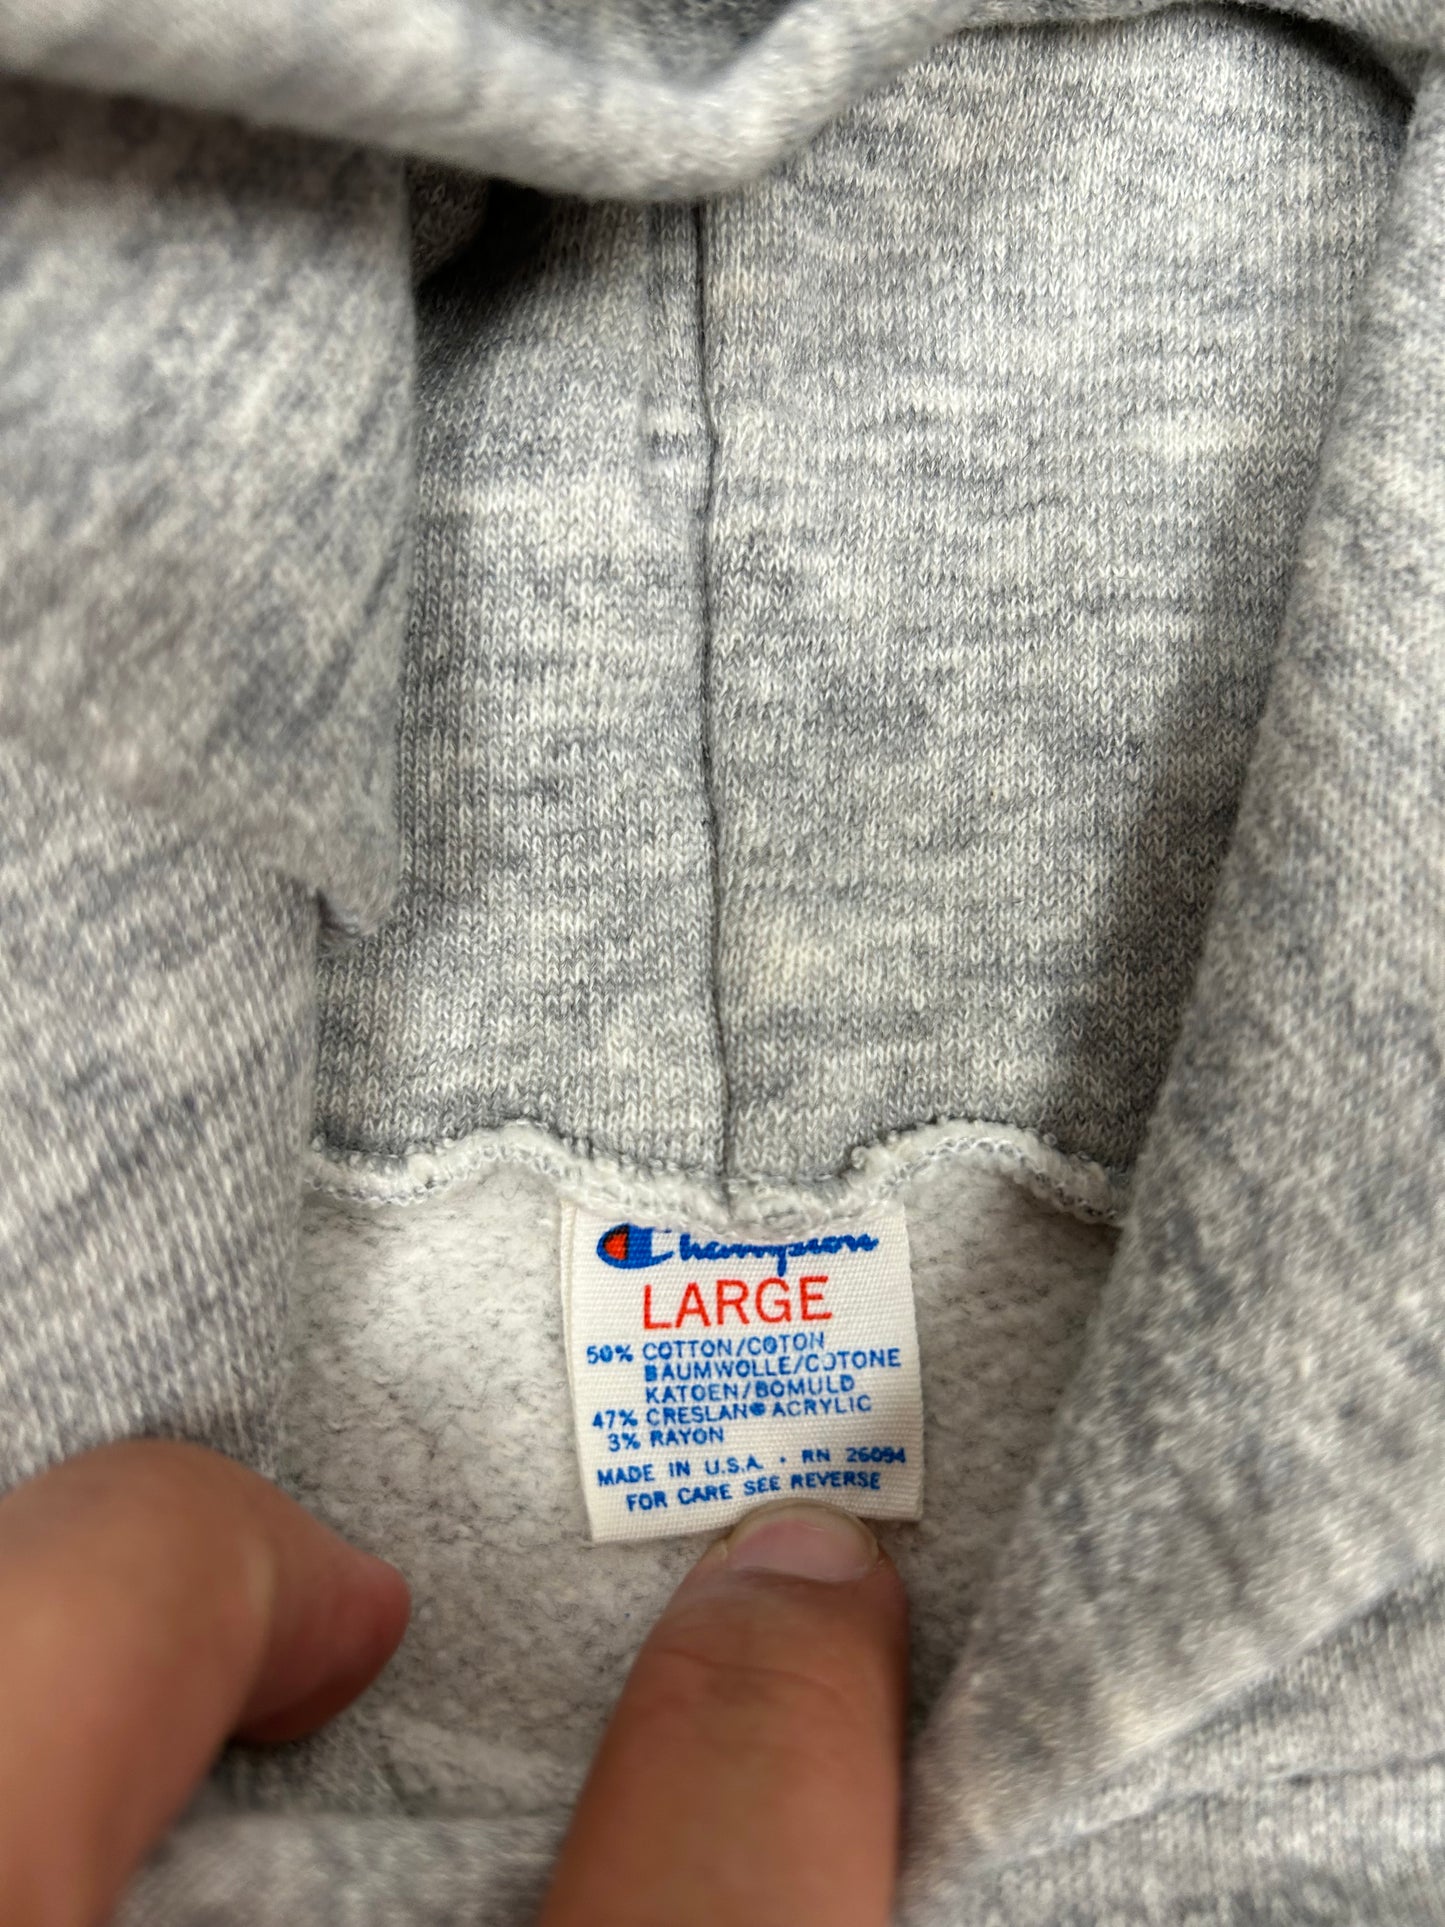 Champion
LARGE
50% COTTON/COTON
BAUMWOLLE/COTONE
KATOEN/BOMULD
47% CRESLAN® ACRYLIC
3% RAYON
MADE IN U.S.A. • RN 26094
FOR CARE SEE REVERSE